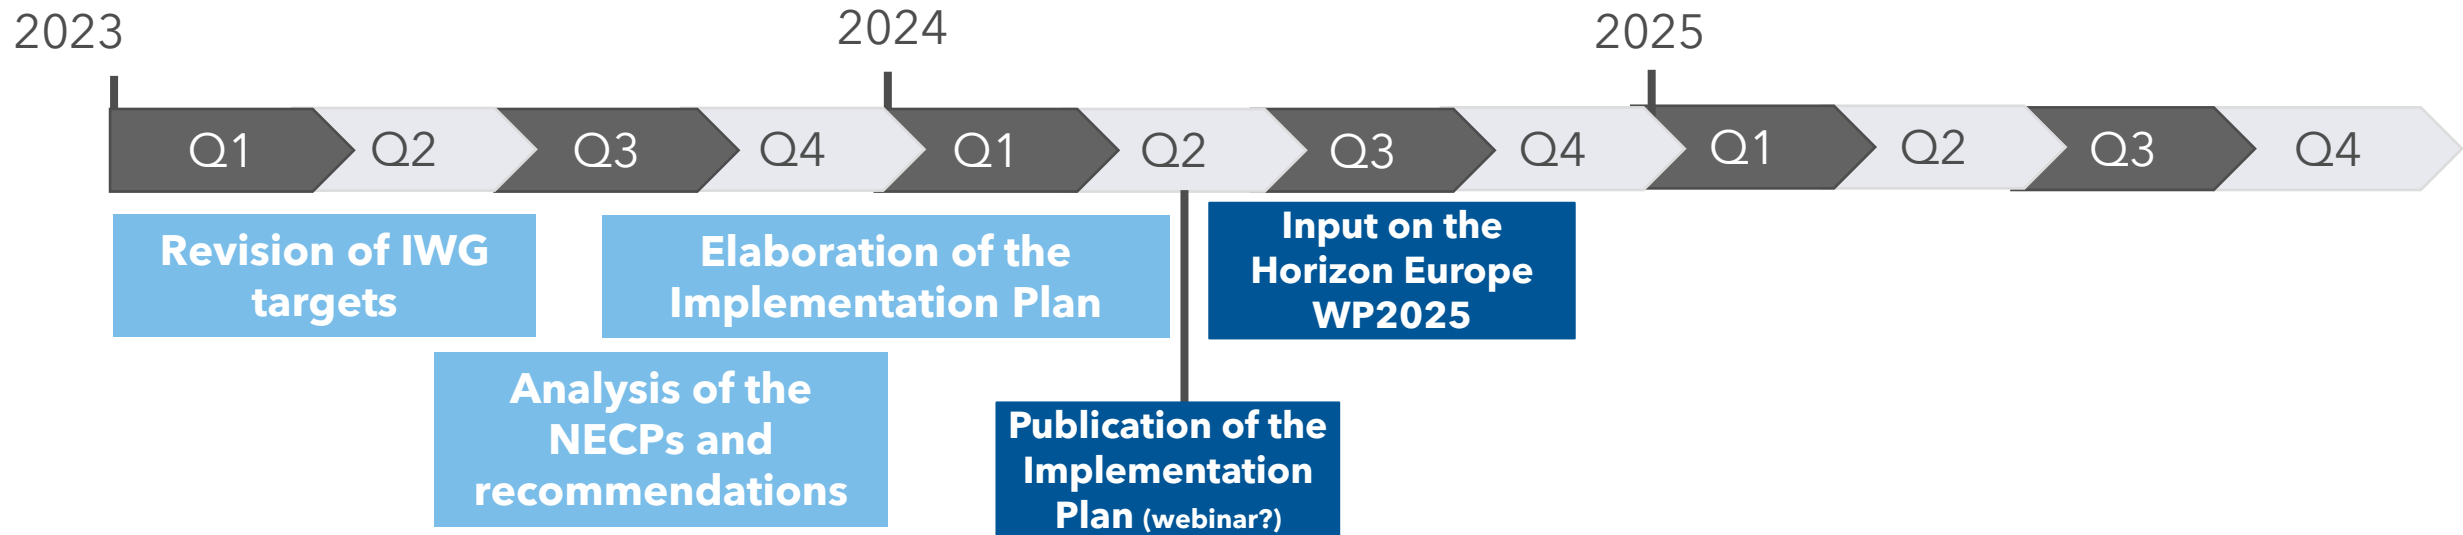 2023
2024
2025
Q1
Q2
Q3
Q4
Q1
Q2
Q3
Q4
Q1
Q2
Q3
Q4
Revision of IWG
targets
Elaboration of the
Implementation Plan
Input on the
Horizon Europe
WP2025
Analysis of the
NECPs and
recommendations
Publication of the
Implementation
Plan (webinar?)